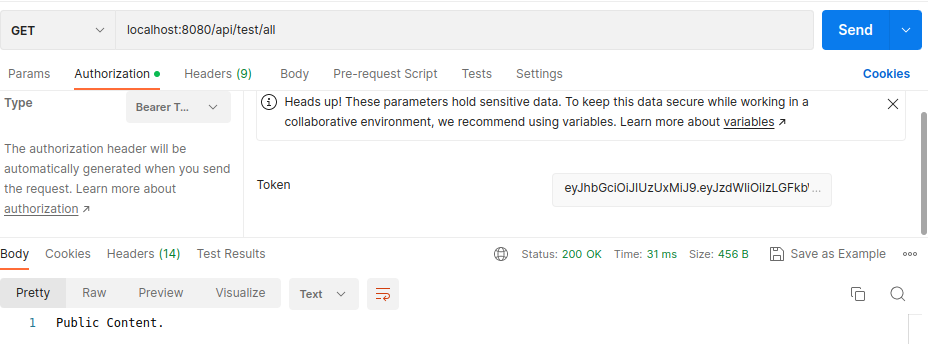 GET localhost:8080/api/test/all Send
Params Authorization Headers (9) Body Pre-request Script Tests Settings Cookies
Type Bearer T...
Heads up! These parameters hold sensitive data. To keep this data secure while working in a
collaborative environment, we recommend using variables. Learn more about variables ↗
The authorization header will be
automatically generated when you send
the request. Learn more about
authorization ↗
Token
Body Cookies Headers (14) Test Results Status: 200 OK Time: 31 ms Size: 456 B Save as Example
Pretty Raw Preview Visualize Text
1 Public Content.